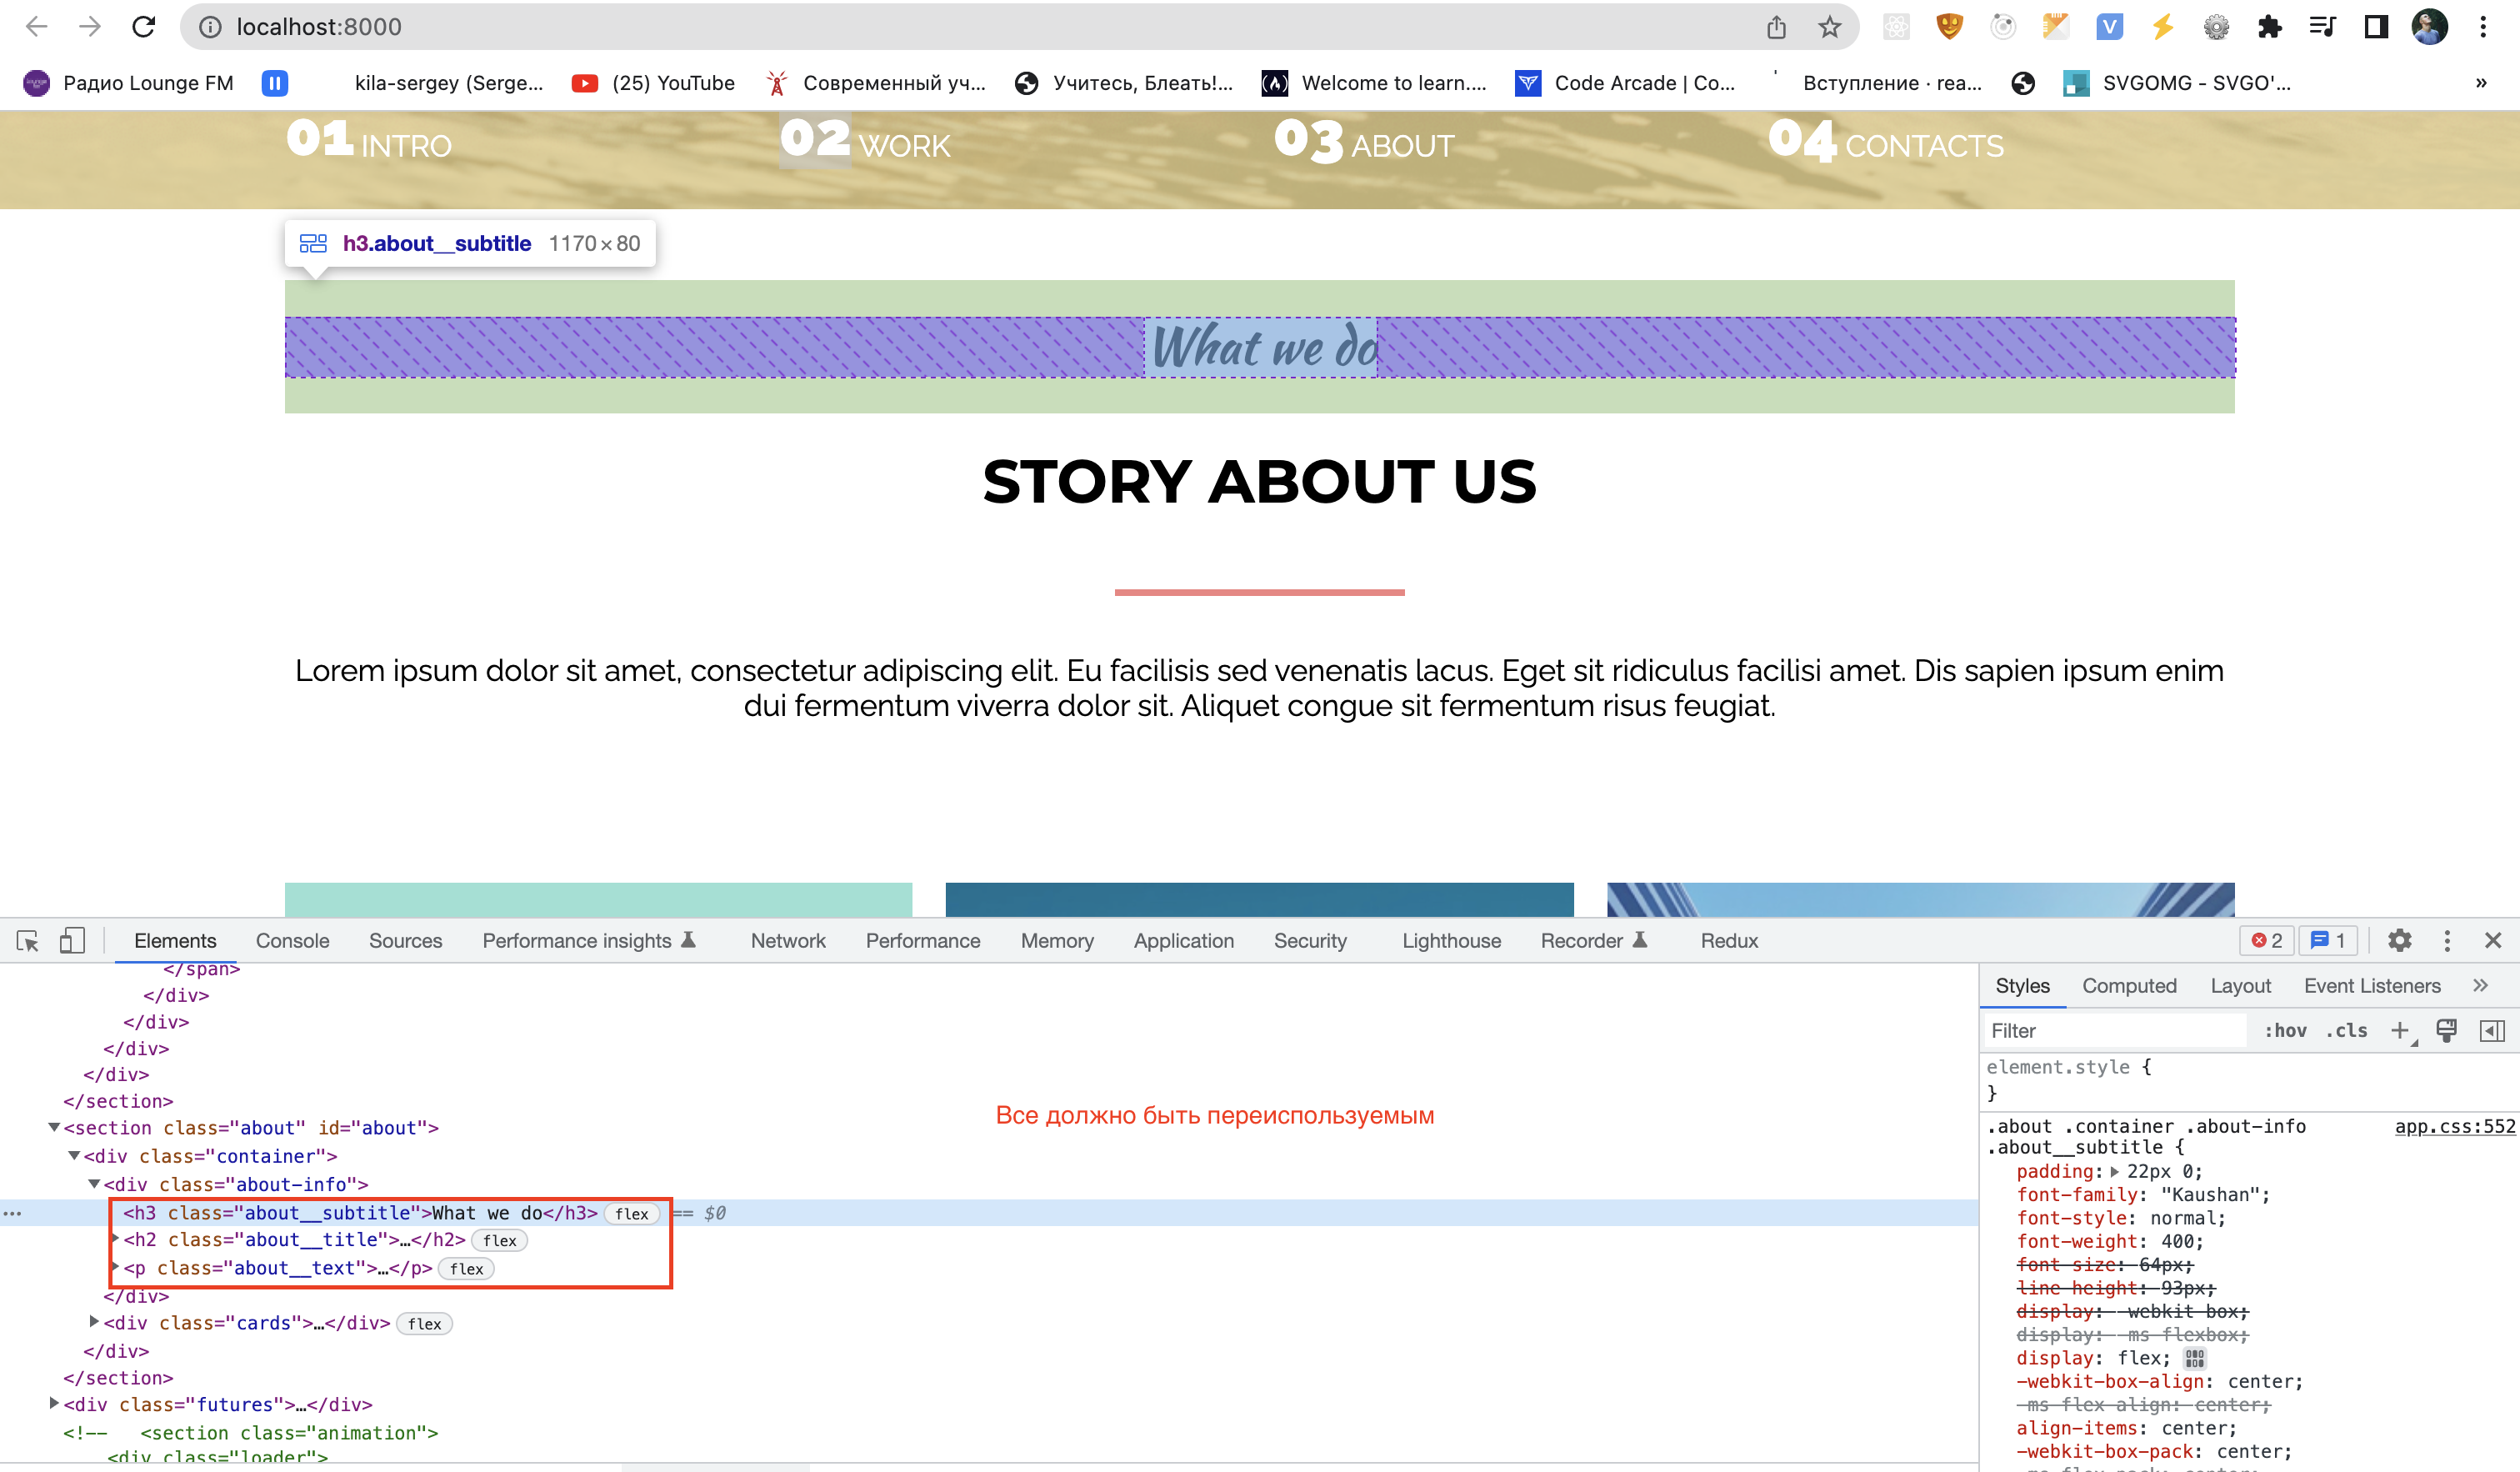 localhost:8000
Радио Lounge FM
kila-sergey (Serge...
(25) YouTube
Современный уч...
Учитесь, Блеать!...
Welcome to learn....
Code Arcade | Co...
Вступление · rea...
SVGOMG - SVGO'...
»
01 INTRO
02 WORK
03 ABOUT
04 CONTACTS
h3.about__subtitle 1170×80
What we do
STORY ABOUT US
Lorem ipsum dolor sit amet, consectetur adipiscing elit. Eu facilisis sed venenatis lacus. Eget sit ridiculus facilisi amet. Dis sapien ipsum enim
dui fermentum viverra dolor sit. Aliquet congue sit fermentum risus feugiat.
Elements Console Sources Performance insights Network Performance Memory Application Security Lighthouse Recorder Redux 2 1
</span>
</div>
</div>
</div>
</div>
</section>
<section class="about" id="about">
<div class="container">
<div class="about-info">
<h3 class="about__subtitle">What we do</h3> flex == $0
<h2 class="about__title">…</h2> flex
<p class="about__text">…</p> flex
</div>
<div class="cards">…</div> flex
</div>
</section>
<div class="futures">…</div>
<!-- <section class="animation">
<div class="loader">
Все должно быть переиспользуемым
Styles Computed Layout Event Listeners »
Filter :hov .cls +
element.style {
}
.about .container .about-info app.css:552
.about__subtitle {
padding: 22px 0;
font-family: "Kaushan";
font-style: normal;
font-weight: 400;
font-size: 64px;
line-height: 93px;
display: -webkit-box;
display: -ms-flexbox;
display: flex;
-webkit-box-align: center;
-ms-flex-align: center;
align-items: center;
-webkit-box-pack: center;
-ms-flex-pack: center;